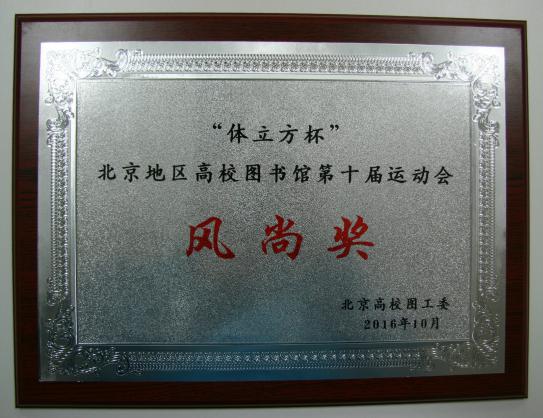 “体立方杯”
北京地区高校图书馆第十届运动会
风尚奖
北京高校图工委
2016年10月